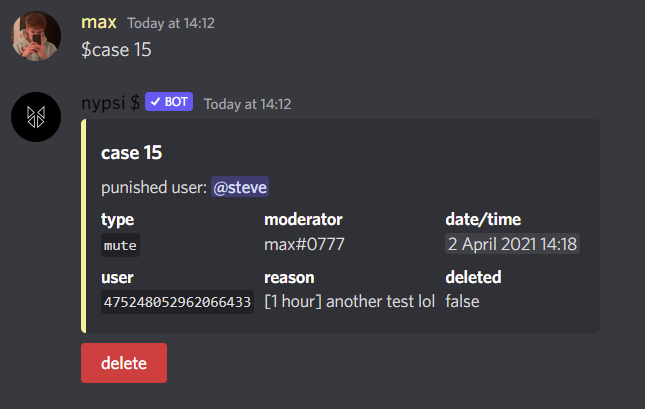 max Today at 14:12
$case 15
nypsi $ ✓ BOT Today at 14:12
case 15
punished user: @steve
type moderator date/time
mute max#0777 2 April 2021 14:18
user reason deleted
475248052962066433 [1 hour] another test lol false
delete